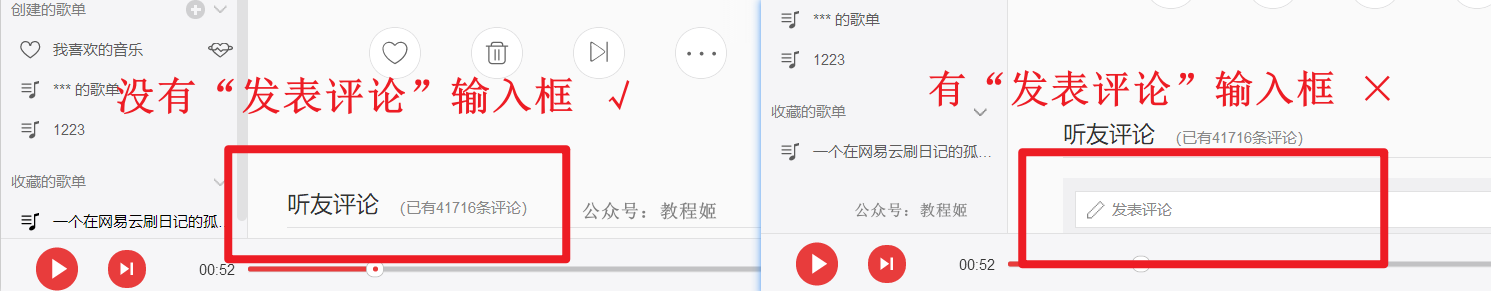 创建的歌单
我喜欢的音乐
*** 的歌单
1223
收藏的歌单
一个在网易云刷日记的孤...
没有“发表评论”输入框 ✓
听友评论 (已有41716条评论)
公众号：教程姬
00:52
*** 的歌单
1223
收藏的歌单
一个在网易云刷日记的孤...
有“发表评论”输入框 ×
听友评论 (已有41716条评论)
发表评论
公众号：教程姬
00:52